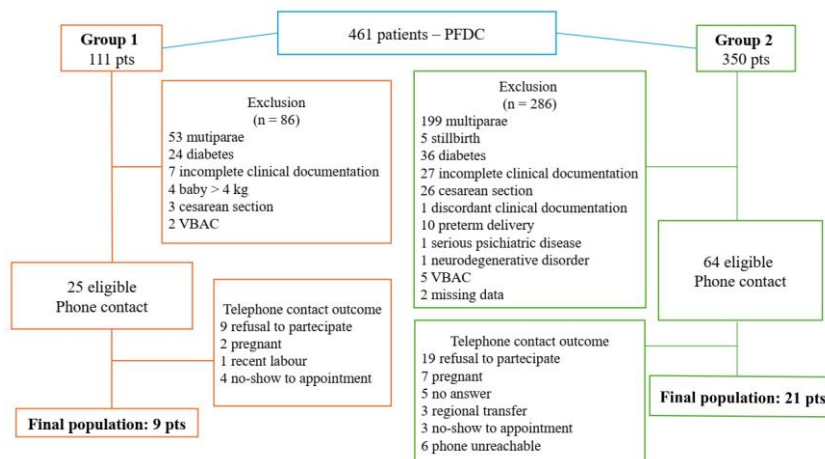 461 patients – PFDC
Group 1
111 pts
Group 2
350 pts
Exclusion
(n = 86)
53 mutiparae
24 diabetes
7 incomplete clinical documentation
4 baby > 4 kg
3 cesarean section
2 VBAC
Exclusion
(n = 286)
199 multiparae
5 stillbirth
36 diabetes
27 incomplete clinical documentation
26 cesarean section
1 discordant clinical documentation
10 preterm delivery
1 serious psychiatric disease
1 neurodegenerative disorder
5 VBAC
2 missing data
25 eligible
Phone contact
64 eligible
Phone contact
Telephone contact outcome
9 refusal to partecipate
2 pregnant
1 recent labour
4 no-show to appointment
Telephone contact outcome
19 refusal to partecipate
7 pregnant
5 no answer
3 regional transfer
3 no-show to appointment
6 phone unreachable
Final population: 9 pts
Final population: 21 pts